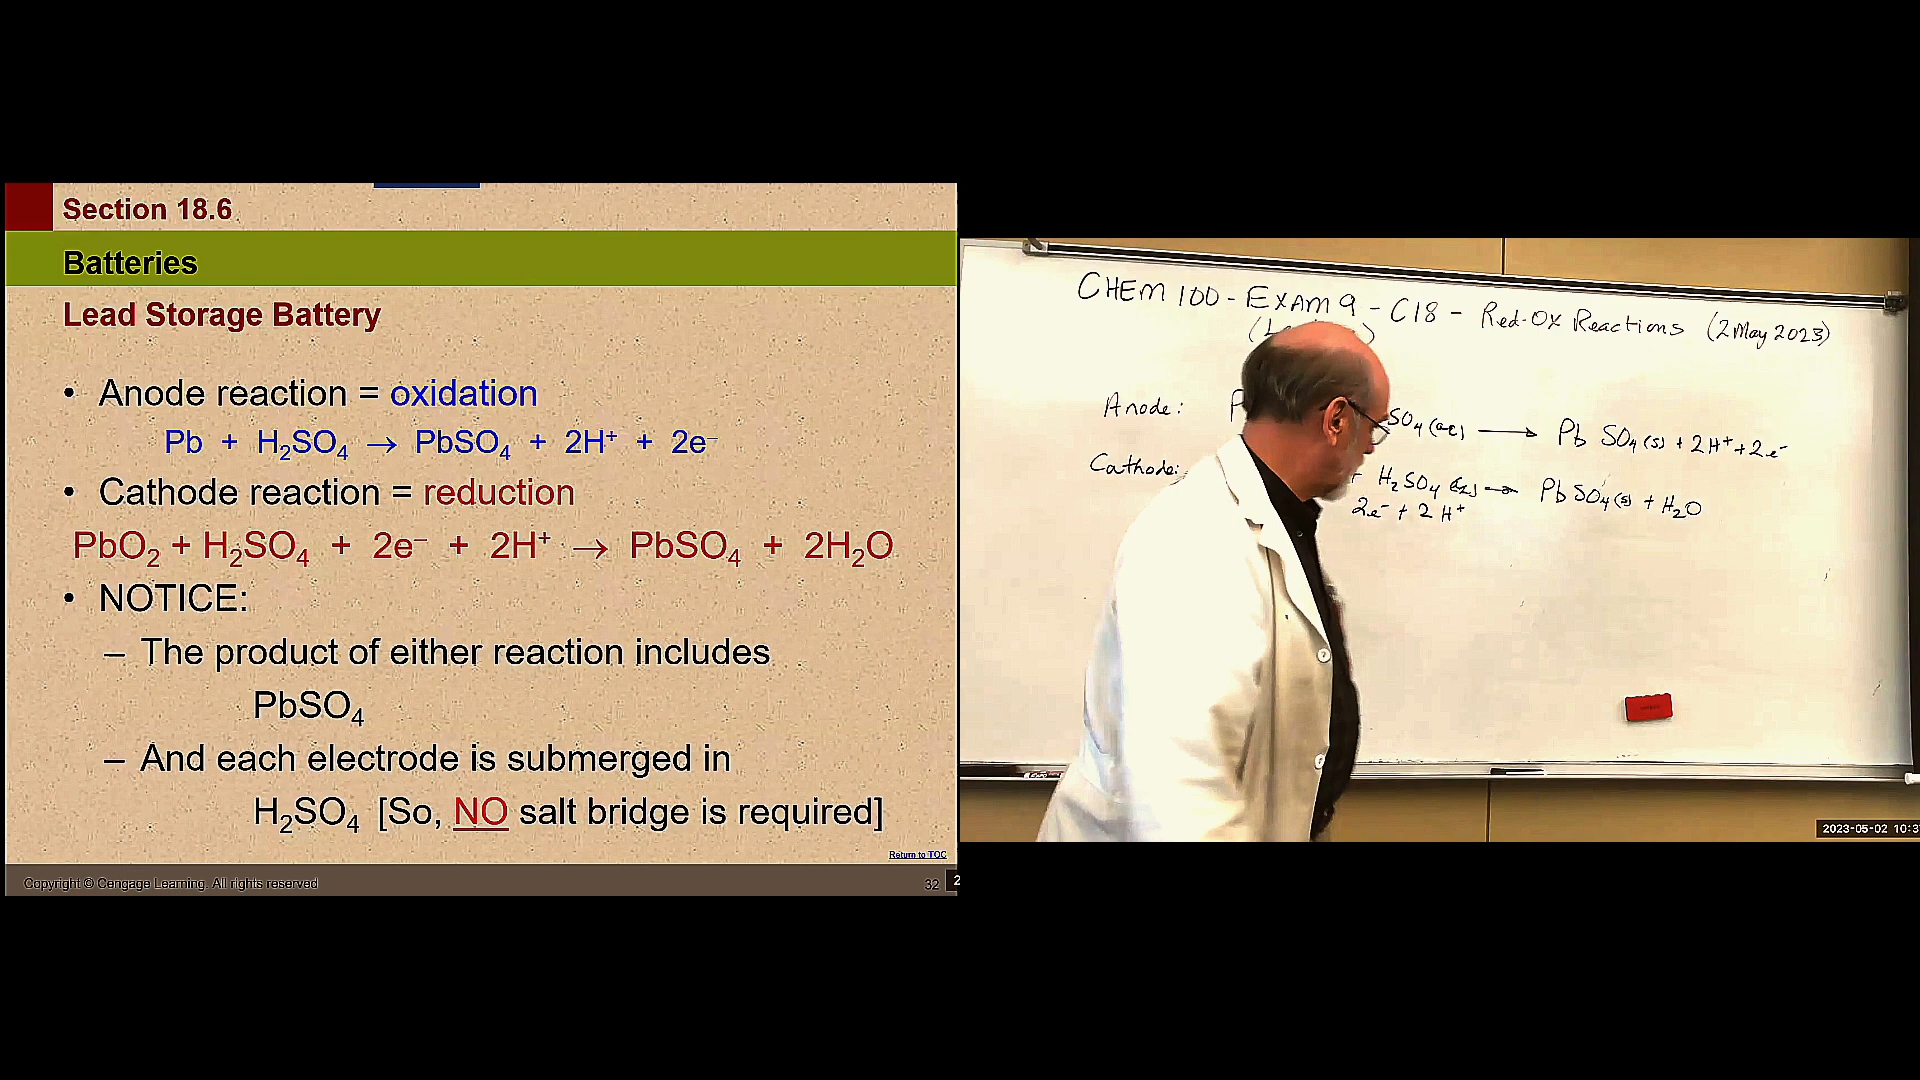 Section 18.6
Batteries
Lead Storage Battery
• Anode reaction = oxidation
Pb + H₂SO₄ → PbSO₄ + 2H⁺ + 2e⁻
• Cathode reaction = reduction
PbO₂ + H₂SO₄ + 2e⁻ + 2H⁺ → PbSO₄ + 2H₂O
• NOTICE:
– The product of either reaction includes
PbSO₄
– And each electrode is submerged in
H₂SO₄ [So, NO salt bridge is required]
Return to TOC
Copyright © Cengage Learning. All rights reserved
32
2
CHEM 100 - EXAM 9 - C18 - Red-Ox Reactions (2 May 2023)
Anode: SO₄ → Pb SO₄(s) + 2H⁺ + 2e⁻
Cathode: + H₂SO₄ → PbSO₄(s) + H₂O
2e⁻ + 2H⁺
2023-05-02 10:3